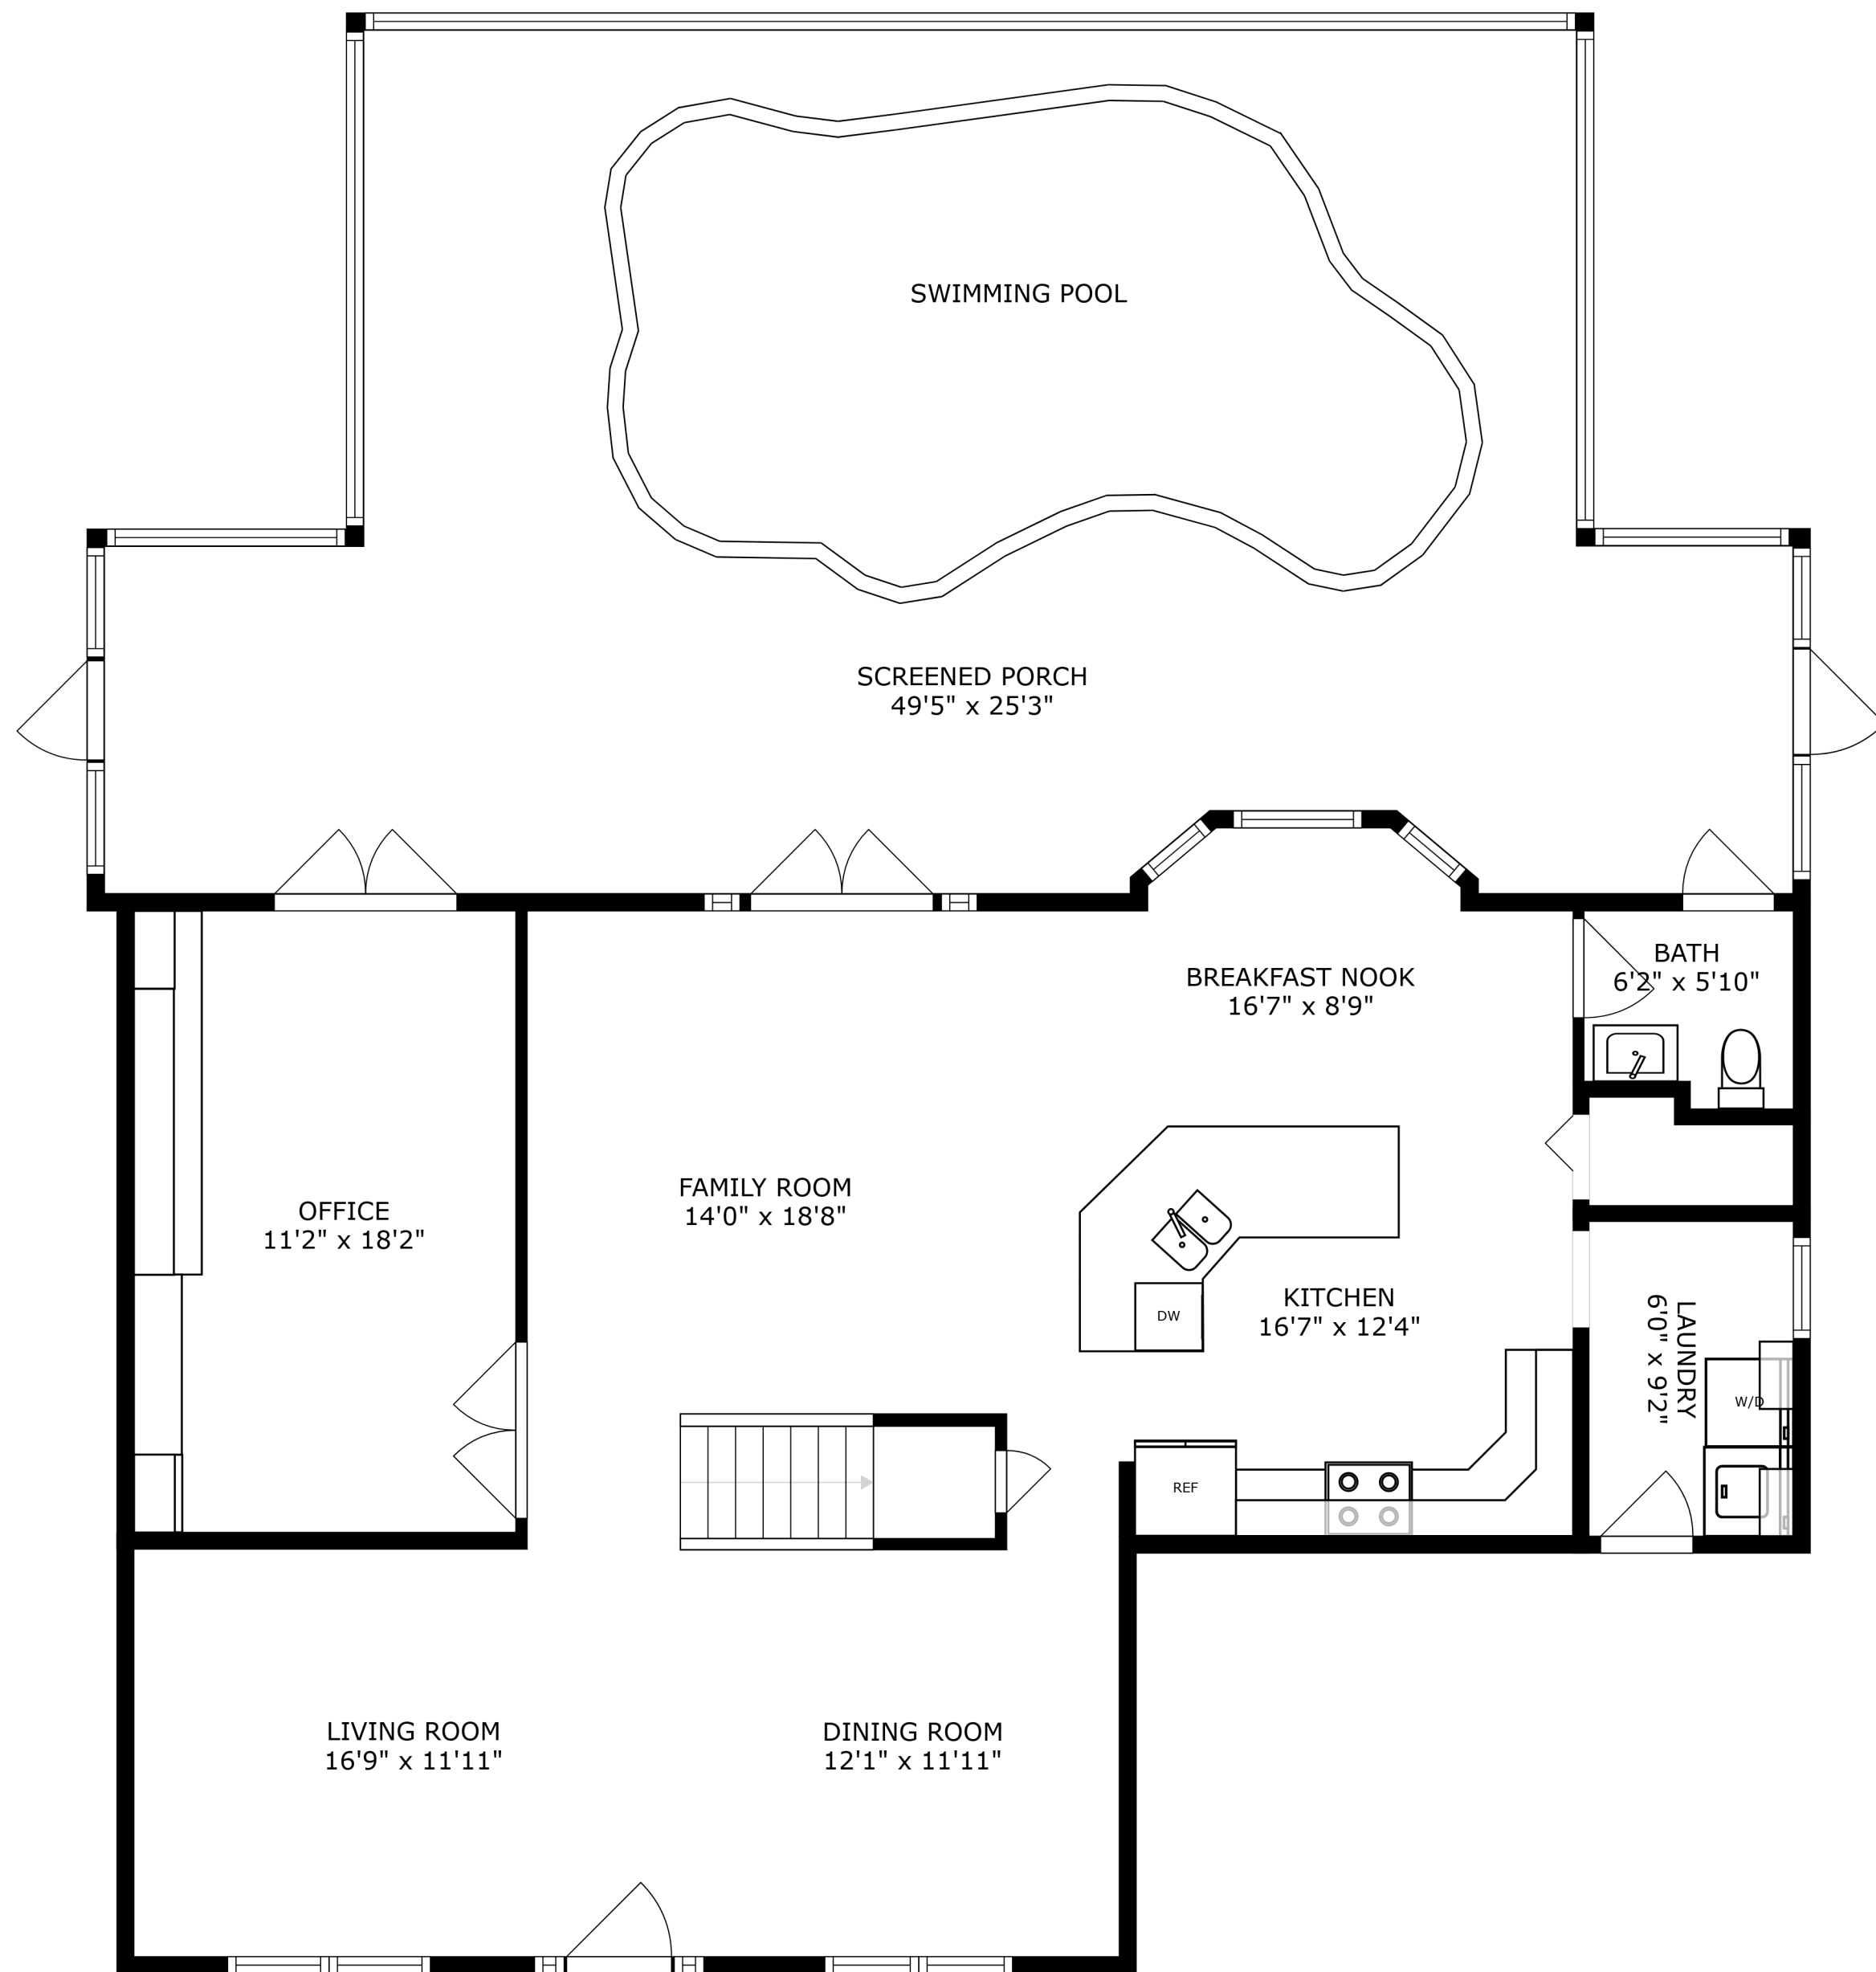 SWIMMING POOL
SCREENED PORCH
49'5" x 25'3"
BATH
6'2" x 5'10"
BREAKFAST NOOK
16'7" x 8'9"
FAMILY ROOM
14'0" x 18'8"
OFFICE
11'2" x 18'2"
KITCHEN
16'7" x 12'4"
DW
LAUNDRY
6'0" x 9'2"
W/D
REF
LIVING ROOM
16'9" x 11'11"
DINING ROOM
12'1" x 11'11"